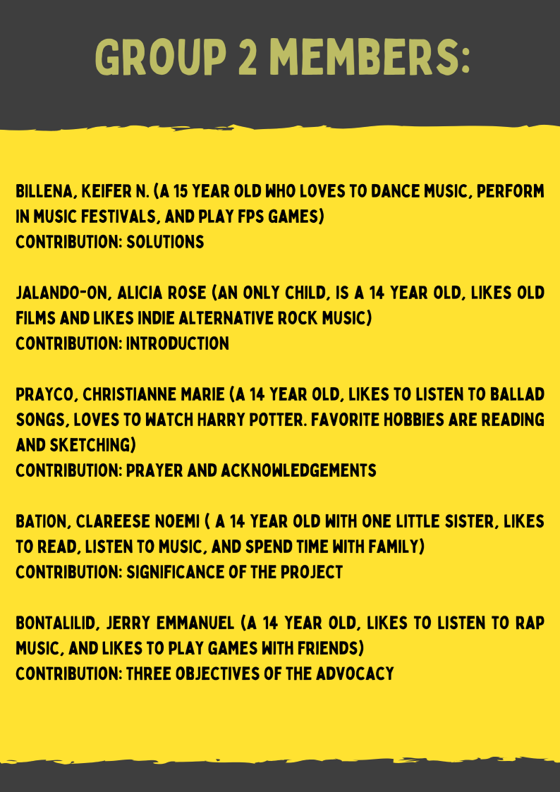 GROUP 2 MEMBERS:
BILLENA, KEIFER N. (A 15 YEAR OLD WHO LOVES TO DANCE MUSIC, PERFORM
IN MUSIC FESTIVALS, AND PLAY FPS GAMES)
CONTRIBUTION: SOLUTIONS
JALANDO-ON, ALICIA ROSE (AN ONLY CHILD, IS A 14 YEAR OLD, LIKES OLD
FILMS AND LIKES INDIE ALTERNATIVE ROCK MUSIC)
CONTRIBUTION: INTRODUCTION
PRAYCO, CHRISTIANNE MARIE (A 14 YEAR OLD, LIKES TO LISTEN TO BALLAD
SONGS, LOVES TO WATCH HARRY POTTER. FAVORITE HOBBIES ARE READING
AND SKETCHING)
CONTRIBUTION: PRAYER AND ACKNOWLEDGEMENTS
BATION, CLAREESE NOEMI ( A 14 YEAR OLD WITH ONE LITTLE SISTER, LIKES
TO READ, LISTEN TO MUSIC, AND SPEND TIME WITH FAMILY)
CONTRIBUTION: SIGNIFICANCE OF THE PROJECT
BONTALILID, JERRY EMMANUEL (A 14 YEAR OLD, LIKES TO LISTEN TO RAP
MUSIC, AND LIKES TO PLAY GAMES WITH FRIENDS)
CONTRIBUTION: THREE OBJECTIVES OF THE ADVOCACY